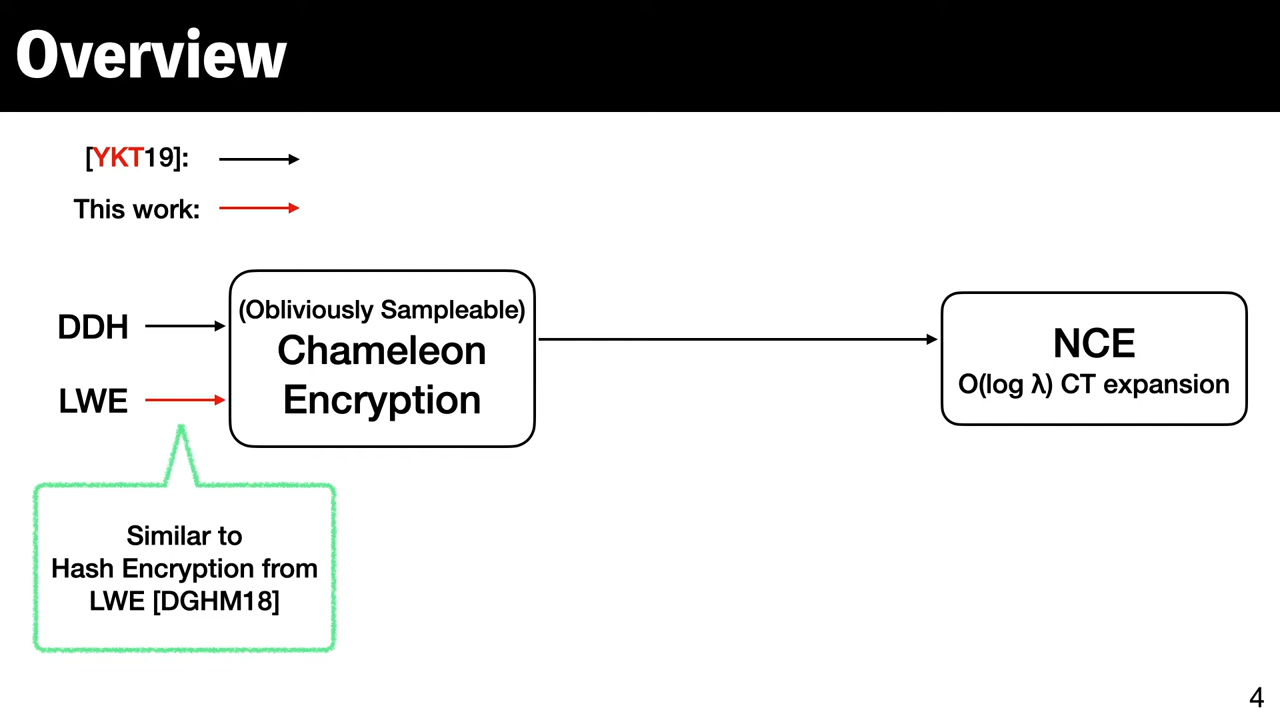 Overview
[YKT19]:
This work:
(Obliviously Sampleable)
Chameleon
Encryption
DDH
LWE
NCE
O(log λ) CT expansion
Similar to
Hash Encryption from
LWE [DGHM18]
4